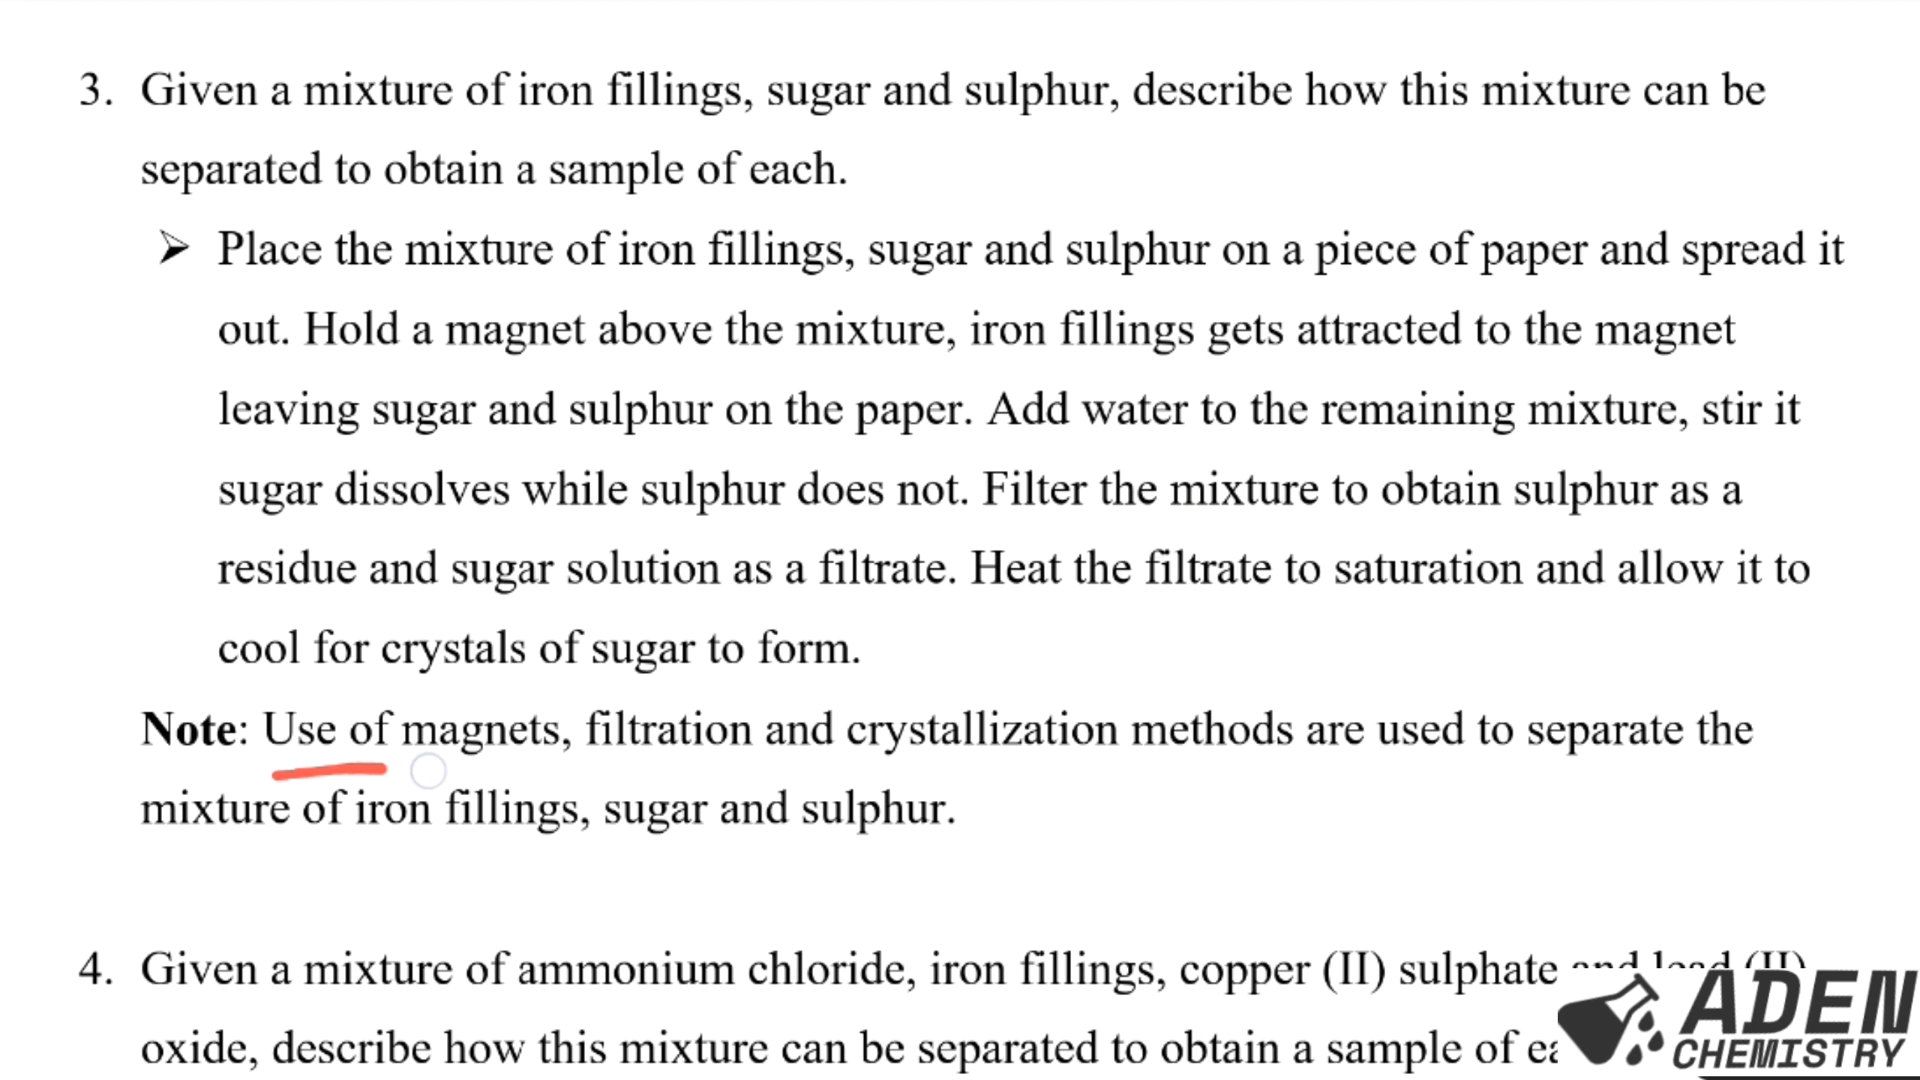 3. Given a mixture of iron fillings, sugar and sulphur, describe how this mixture can be
separated to obtain a sample of each.
➢ Place the mixture of iron fillings, sugar and sulphur on a piece of paper and spread it
out. Hold a magnet above the mixture, iron fillings gets attracted to the magnet
leaving sugar and sulphur on the paper. Add water to the remaining mixture, stir it
sugar dissolves while sulphur does not. Filter the mixture to obtain sulphur as a
residue and sugar solution as a filtrate. Heat the filtrate to saturation and allow it to
cool for crystals of sugar to form.
Note: Use of magnets, filtration and crystallization methods are used to separate the
mixture of iron fillings, sugar and sulphur.
4. Given a mixture of ammonium chloride, iron fillings, copper (II) sulphate and lead (II)
oxide, describe how this mixture can be separated to obtain a sample of
ADEN
CHEMISTRY